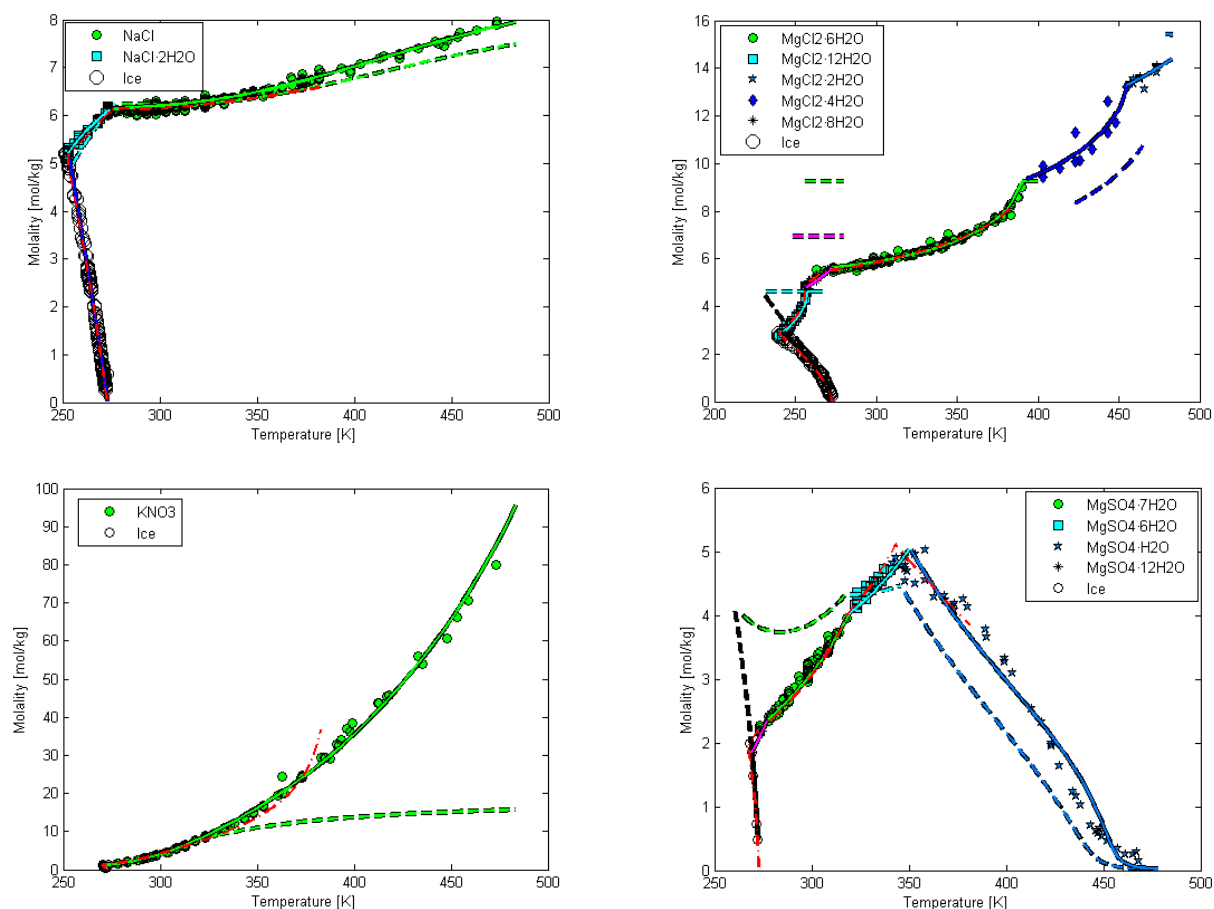 8
7
6
5
4
3
2
1
0
Molality [mol/kg]
NaCl
NaCl·2H2O
Ice
250 300 350 400 450 500
Temperature [K]
16
14
12
10
8
6
4
2
0
Molality [mol/kg]
MgCl2·6H2O
MgCl2·12H2O
MgCl2·2H2O
MgCl2·4H2O
MgCl2·8H2O
Ice
200 250 300 350 400 450 500
Temperature [K]
100
90
80
70
60
50
40
30
20
10
0
Molality [mol/kg]
KNO3
Ice
250 300 350 400 450 500
Temperature [K]
6
5
4
3
2
1
0
Molality [mol/kg]
MgSO4·7H2O
MgSO4·6H2O
MgSO4·H2O
MgSO4·12H2O
Ice
250 300 350 400 450 500
Temperature [K]